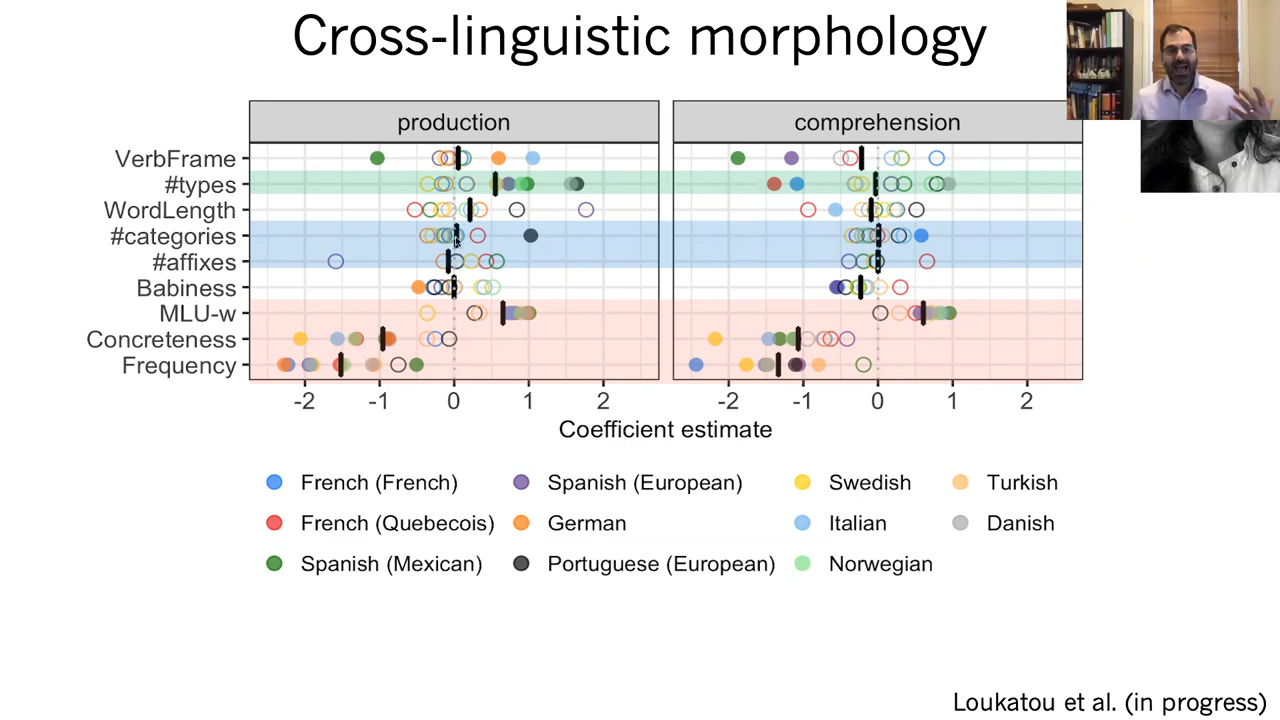 Cross-linguistic morphology
production
comprehension
VerbFrame
#types
WordLength
#categories
#affixes
Babiness
MLU-w
Concreteness
Frequency
-2 -1 0 1 2
-2 -1 0 1 2
Coefficient estimate
French (French) Spanish (European) Swedish Turkish
French (Quebecois) German Italian Danish
Spanish (Mexican) Portuguese (European) Norwegian
Loukatou et al. (in progress)